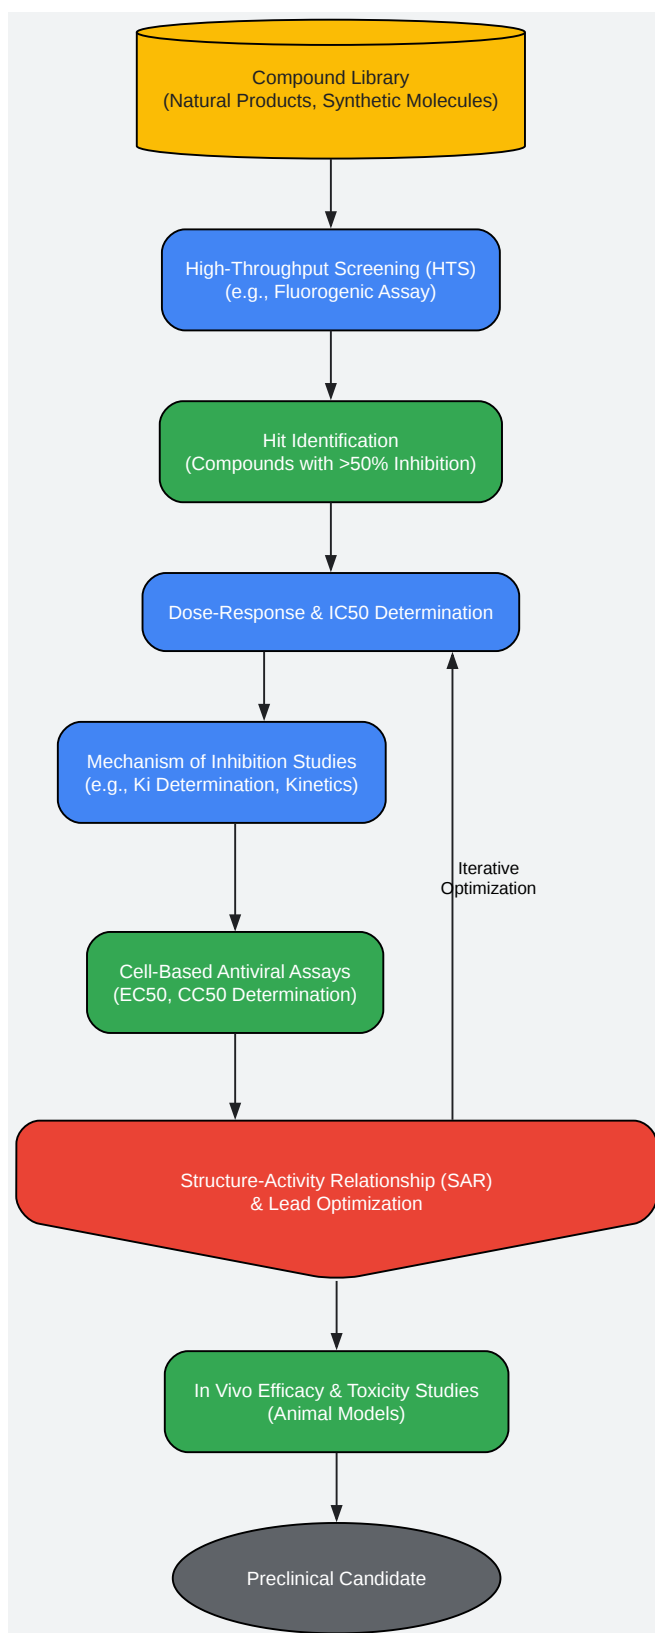 Compound Library
(Natural Products, Synthetic Molecules)
High-Throughput Screening (HTS)
(e.g., Fluorogenic Assay)
Hit Identification
(Compounds with >50% Inhibition)
Dose-Response & IC50 Determination
Mechanism of Inhibition Studies
(e.g., Ki Determination, Kinetics)
Iterative
Optimization
Cell-Based Antiviral Assays
(EC50, CC50 Determination)
Structure-Activity Relationship (SAR)
& Lead Optimization
In Vivo Efficacy & Toxicity Studies
(Animal Models)
Preclinical Candidate